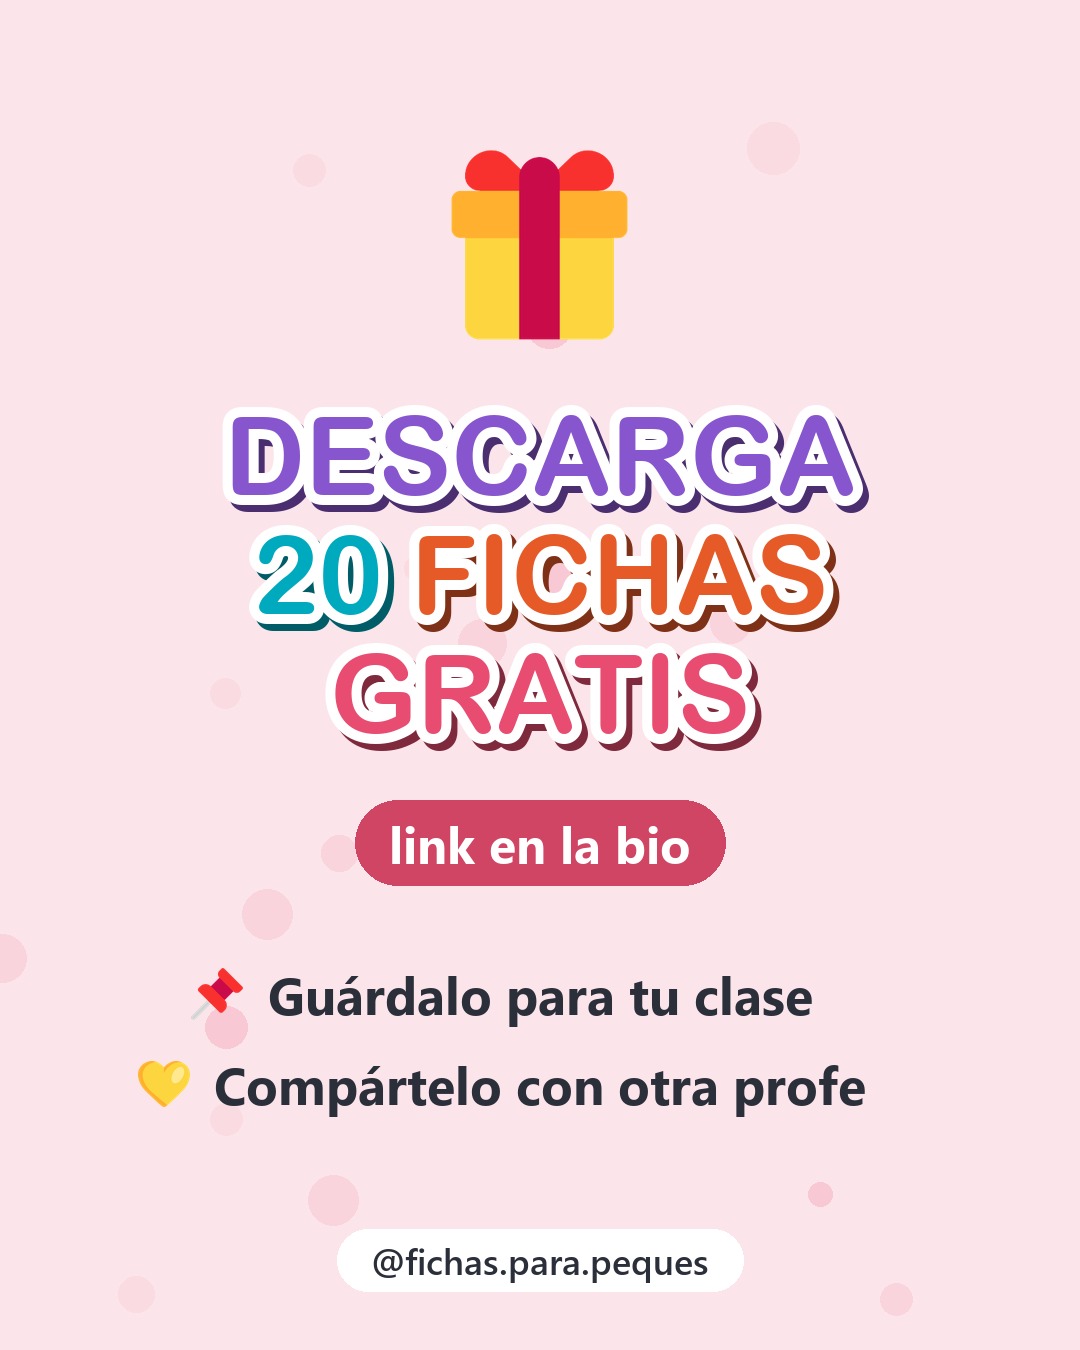 DESCARGA
20 FICHAS
GRATIS
link en la bio
Guárdalo para tu clase
Compártelo con otra profe
@fichas.para.peques